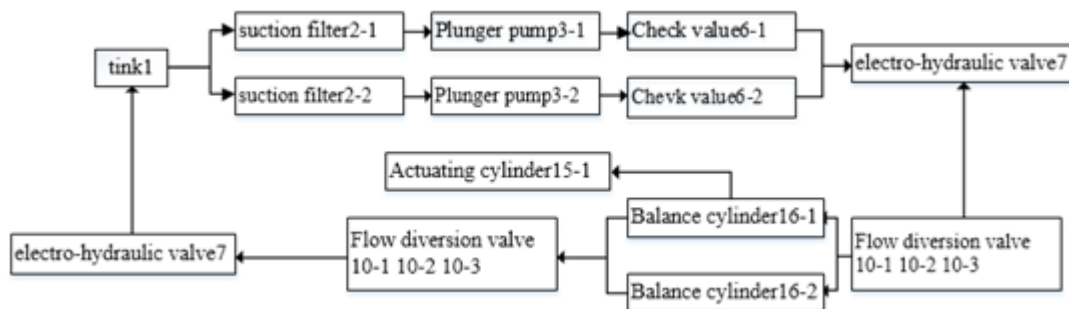 suction filter2-1
Plunger pump3-1
Check value6-1
tink1
electro-hydraulic valve7
suction filter2-2
Plunger pump3-2
Chevk value6-2
Actuating cylinder15-1
Balance cylinder16-1
Flow diversion valve
10-1 10-2 10-3
electro-hydraulic valve7
Flow diversion valve
10-1 10-2 10-3
Balance cylinder16-2